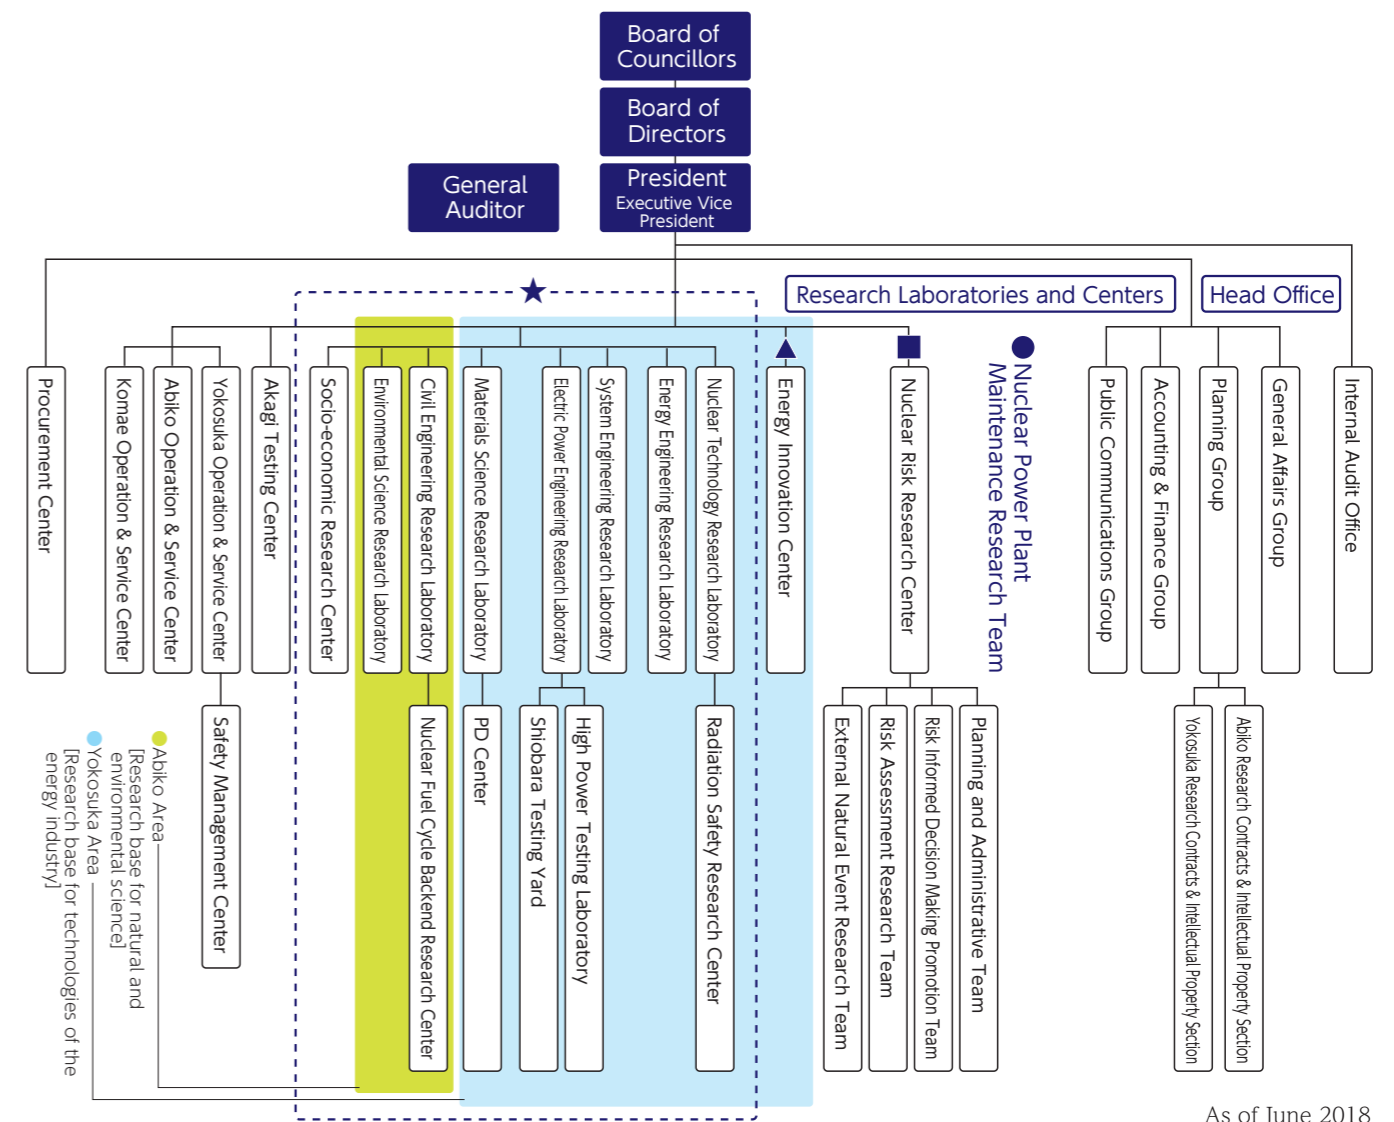 Board of
Councillors
Board of
Directors
President
Executive Vice
President
General
Auditor
Research Laboratories and Centers
Head Office
Procurement Center
Komae Operation & Service Center
Abiko Operation & Service Center
Yokosuka Operation & Service Center
Akagi Testing Center
Socio-economic Research Center
Environmental Science Research Laboratory
Civil Engineering Research Laboratory
Materials Science Research Laboratory
Electric Power Engineering Research Laboratory
System Engineering Research Laboratory
Energy Engineering Research Laboratory
Nuclear Technology Research Laboratory
Energy Innovation Center
Nuclear Risk Research Center
Nuclear Power Plant
Maintenance Research Team
Public Communications Group
Accounting & Finance Group
Planning Group
General Affairs Group
Internal Audit Office
Safety Management Center
Nuclear Fuel Cycle Backend Research Center
PD Center
Shiobara Testing Yard
High Power Testing Laboratory
Radiation Safety Research Center
External Natural Event Research Team
Risk Assessment Research Team
Risk Informed Decision Making Promotion Team
Planning and Administrative Team
Yokosuka Research Contracts & Intellectual Property Section
Abiko Research Contracts & Intellectual Property Section
Abiko Area
[Research base for natural and
environmental science]
Yokosuka Area
[Research base for technologies of the
energy industry]
As of June 2018